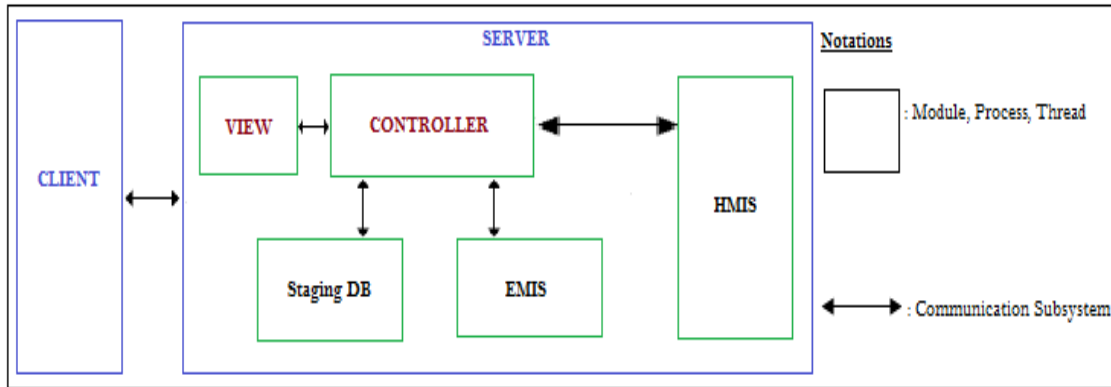 SERVER
Notations
VIEW
CONTROLLER
: Module, Process, Thread
CLIENT
HMIS
Staging DB
EMIS
: Communication Subsystem